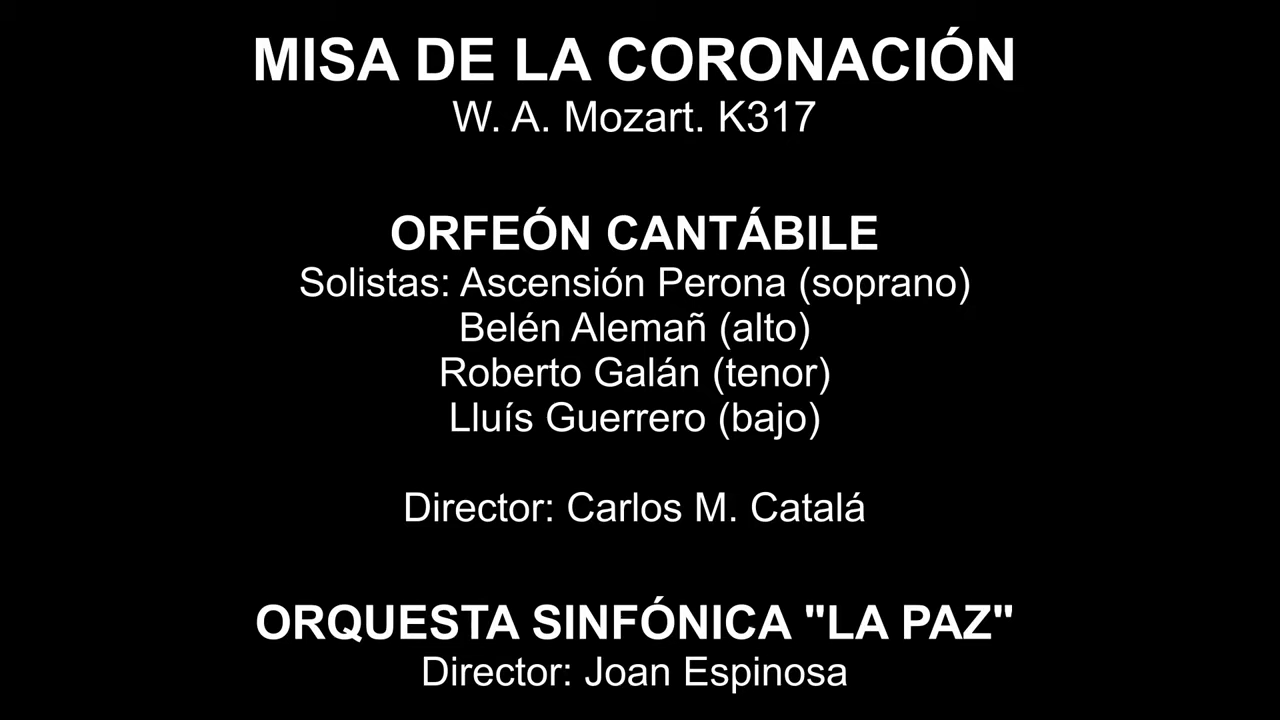 MISA DE LA CORONACIÓN
W. A. Mozart. K317
ORFEÓN CANTÁBILE
Solistas: Ascensión Perona (soprano)
Belén Alemañ (alto)
Roberto Galán (tenor)
Lluís Guerrero (bajo)
Director: Carlos M. Catalá
ORQUESTA SINFÓNICA "LA PAZ"
Director: Joan Espinosa